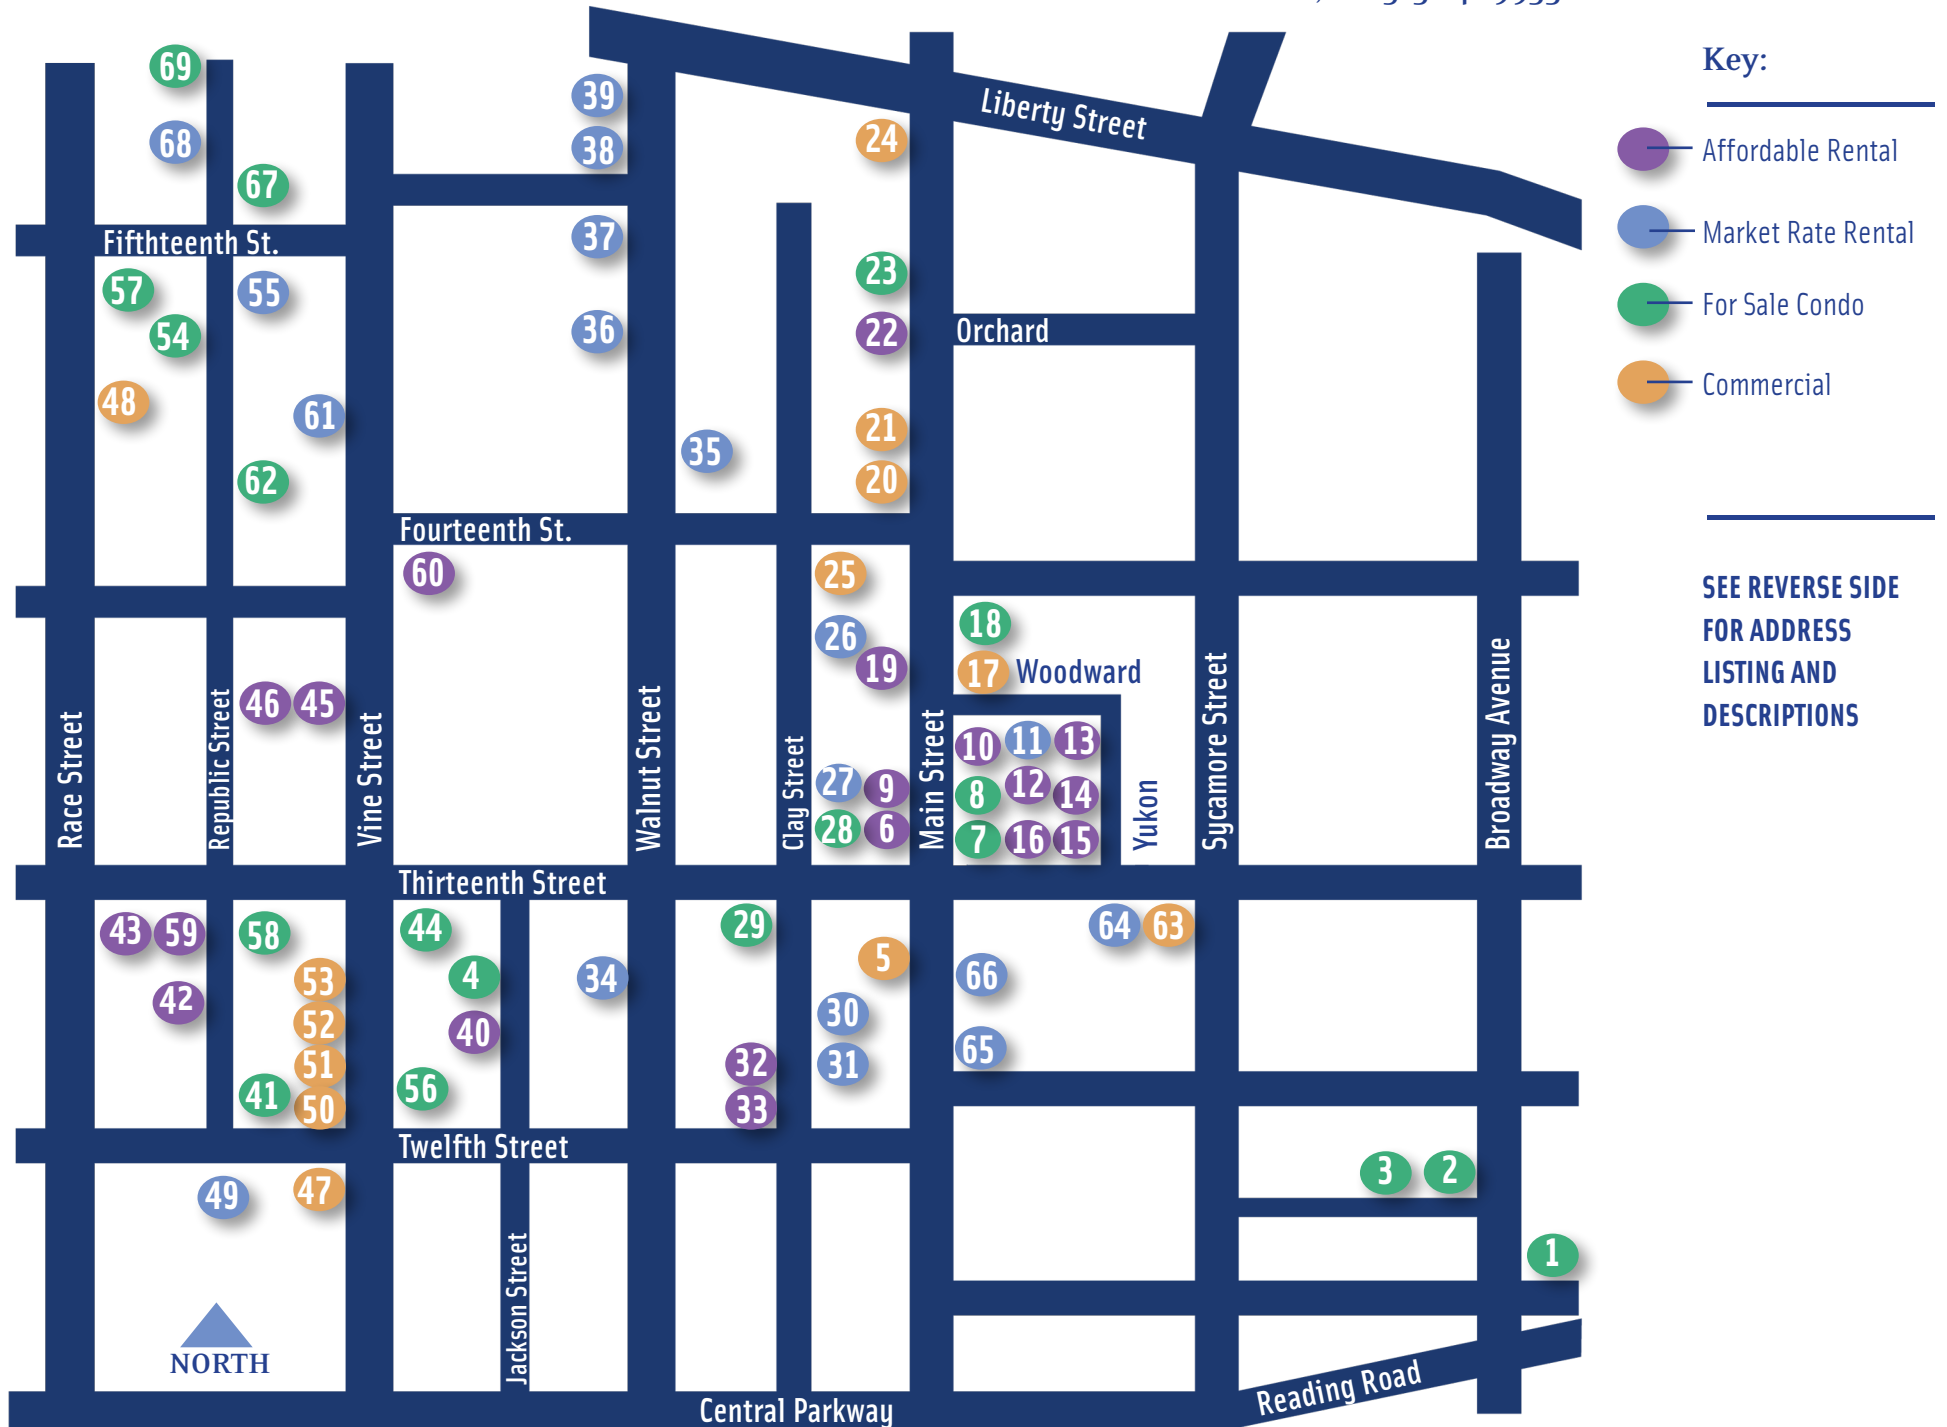 Key:
Affordable Rental
Market Rate Rental
For Sale Condo
Commercial
SEE REVERSE SIDE
FOR ADDRESS
LISTING AND
DESCRIPTIONS
69
39
Liberty Street
68
38
24
67
Fifthteenth St.
37
57
55
23
54
36
22
Orchard
48
61
21
35
62
20
Fourteenth St.
60
25
18
26
19
17
Woodward
46
45
Race Street
Republic Street
Vine Street
Walnut Street
Clay Street
Main Street
Yukon
Sycamore Street
Broadway Avenue
10
11
13
27
9
8
12
14
28
6
7
16
15
Thirteenth Street
43
59
58
44
29
64
63
53
4
34
5
66
42
52
40
30
65
51
32
31
41
50
56
33
Twelfth Street
3
2
49
47
1
Jackson Street
NORTH
Reading Road
Central Parkway